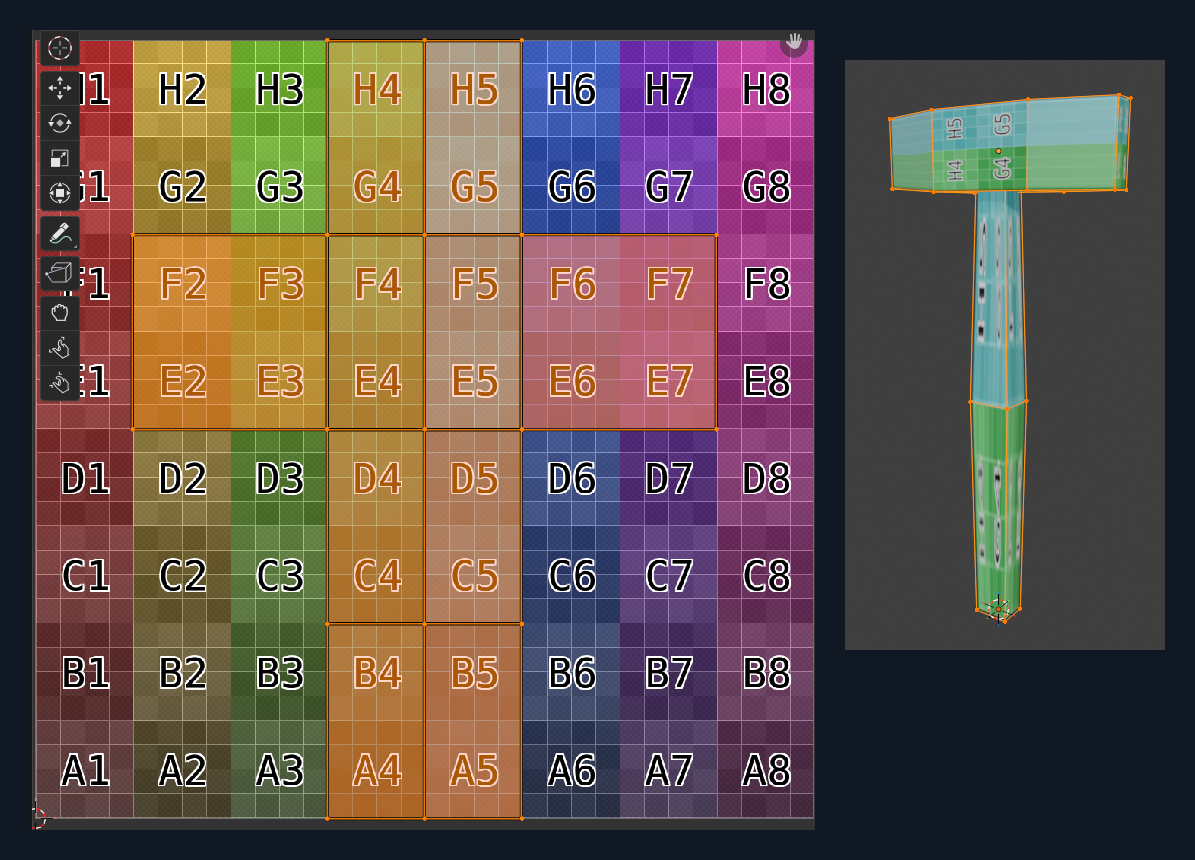 H1 H2 H3 H4 H5 H6 H7 H8
G1 G2 G3 G4 G5 G6 G7 G8
F1 F2 F3 F4 F5 F6 F7 F8
E1 E2 E3 E4 E5 E6 E7 E8
D1 D2 D3 D4 D5 D6 D7 D8
C1 C2 C3 C4 C5 C6 C7 C8
B1 B2 B3 B4 B5 B6 B7 B8
A1 A2 A3 A4 A5 A6 A7 A8
H5 G5
H4 G4